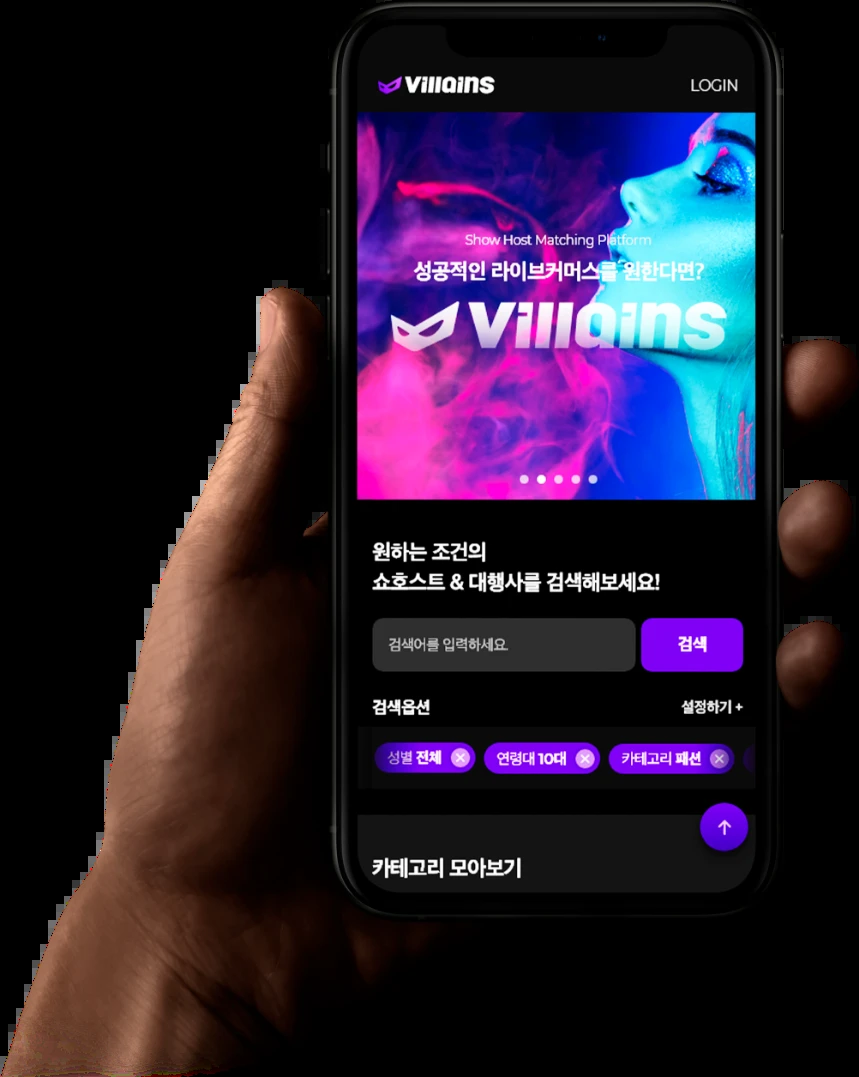 Villains
LOGIN
Show Host Matching Platform
성공적인 라이브커머스를 원한다면?
Villains
원하는 조건의
쇼호스트 & 대행사를 검색해보세요!
검색어를 입력하세요.
검색
검색옵션
설정하기 +
성별 전체
연령대 10대
카테고리 패션
카테고리 모아보기